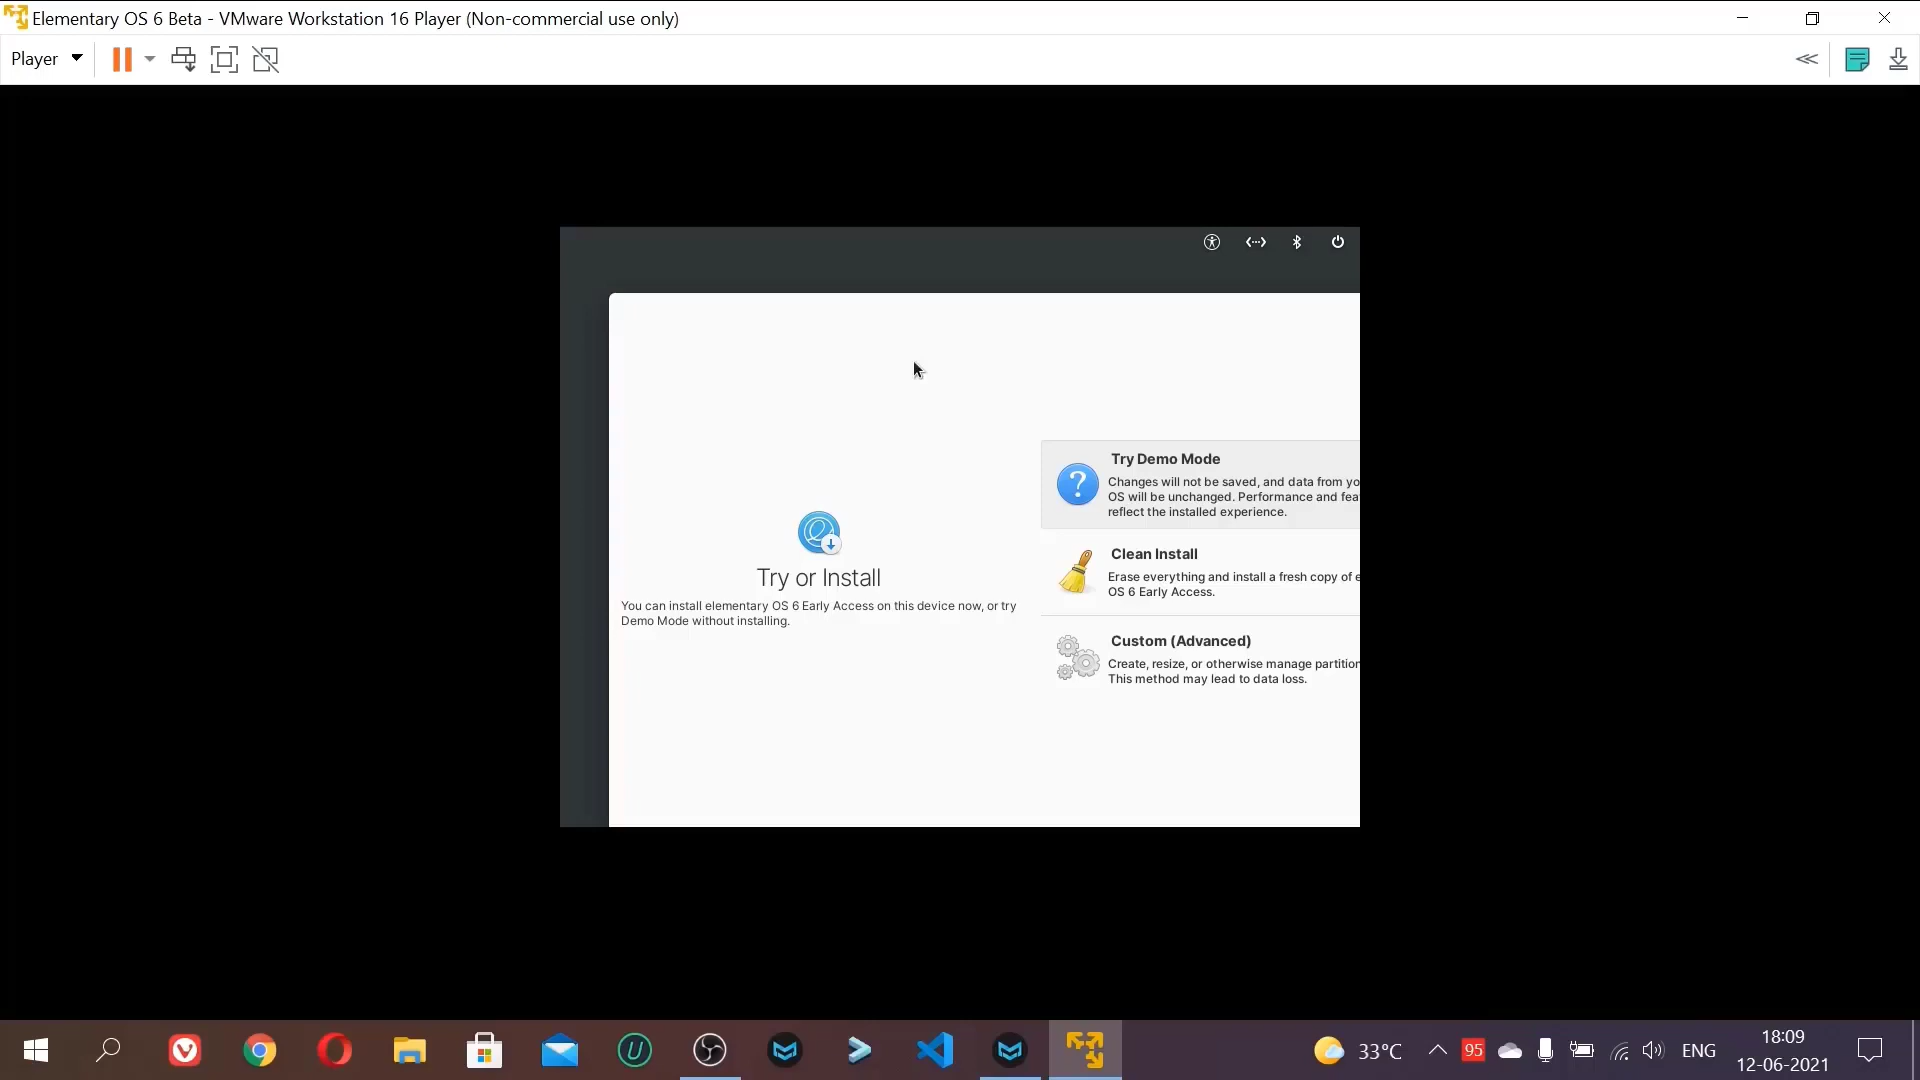 Elementary OS 6 Beta - VMware Workstation 16 Player (Non-commercial use only)
Player
Try Demo Mode
Changes will not be saved, and data from yo
OS will be unchanged. Performance and fea
reflect the installed experience.
Clean Install
Erase everything and install a fresh copy of e
OS 6 Early Access.
Try or Install
You can install elementary OS 6 Early Access on this device now, or try
Demo Mode without installing.
Custom (Advanced)
Create, resize, or otherwise manage partition
This method may lead to data loss.
33°C
95
ENG
18:09
12-06-2021